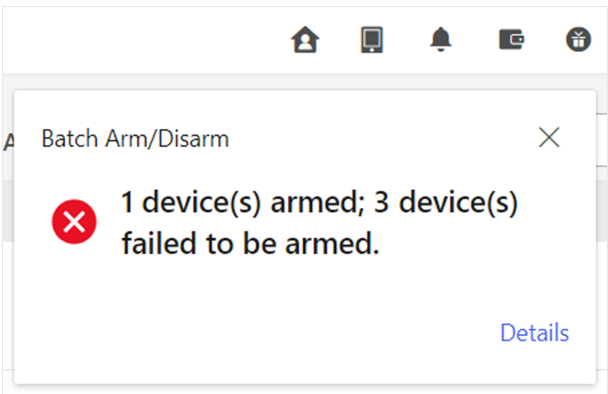 Batch Arm/Disarm
1 device(s) armed; 3 device(s)
failed to be armed.
Details